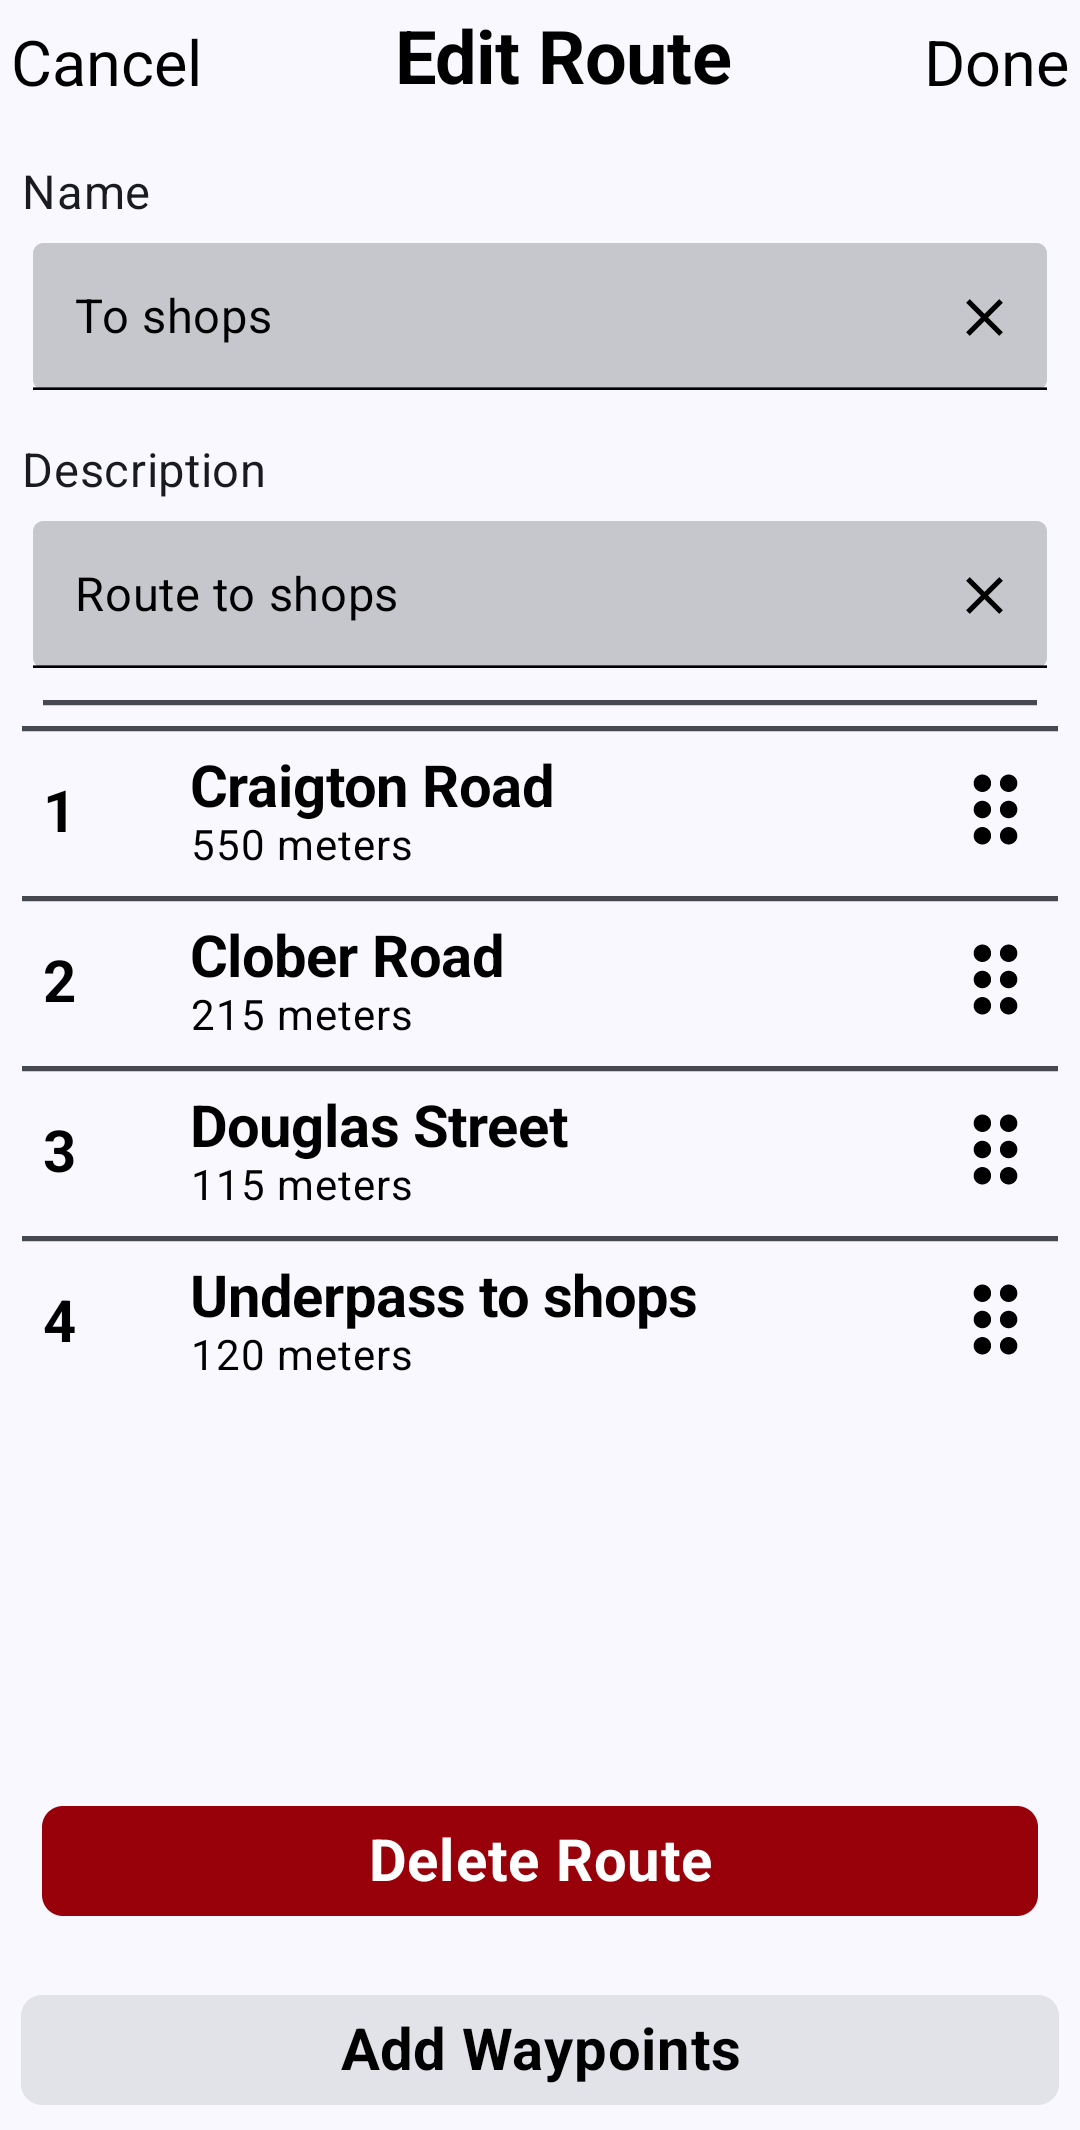 Cancel Edit Route Done
Name
To shops
Description
Route to shops
1 Craigton Road
550 meters
2 Clober Road
215 meters
3 Douglas Street
115 meters
4 Underpass to shops
120 meters
Delete Route
Add Waypoints